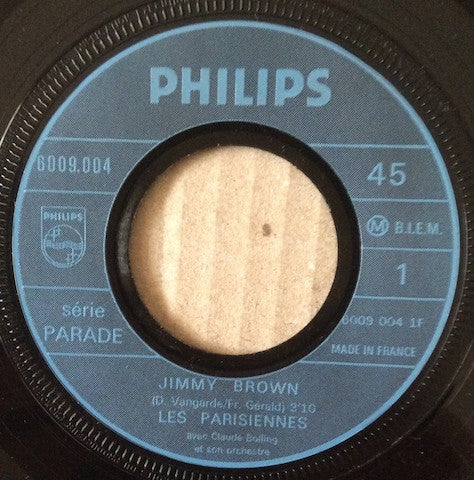 PHILIPS
6009.004
45
PHILIPS
M B.I.E.M.
1
série
PARADE
6009 004 1F
MADE IN FRANCE
JIMMY BROWN
(D. Vangarde/Fr. Gérald) 3'10
LES PARISIENNES
avec Claude Bolling
et son orchestre